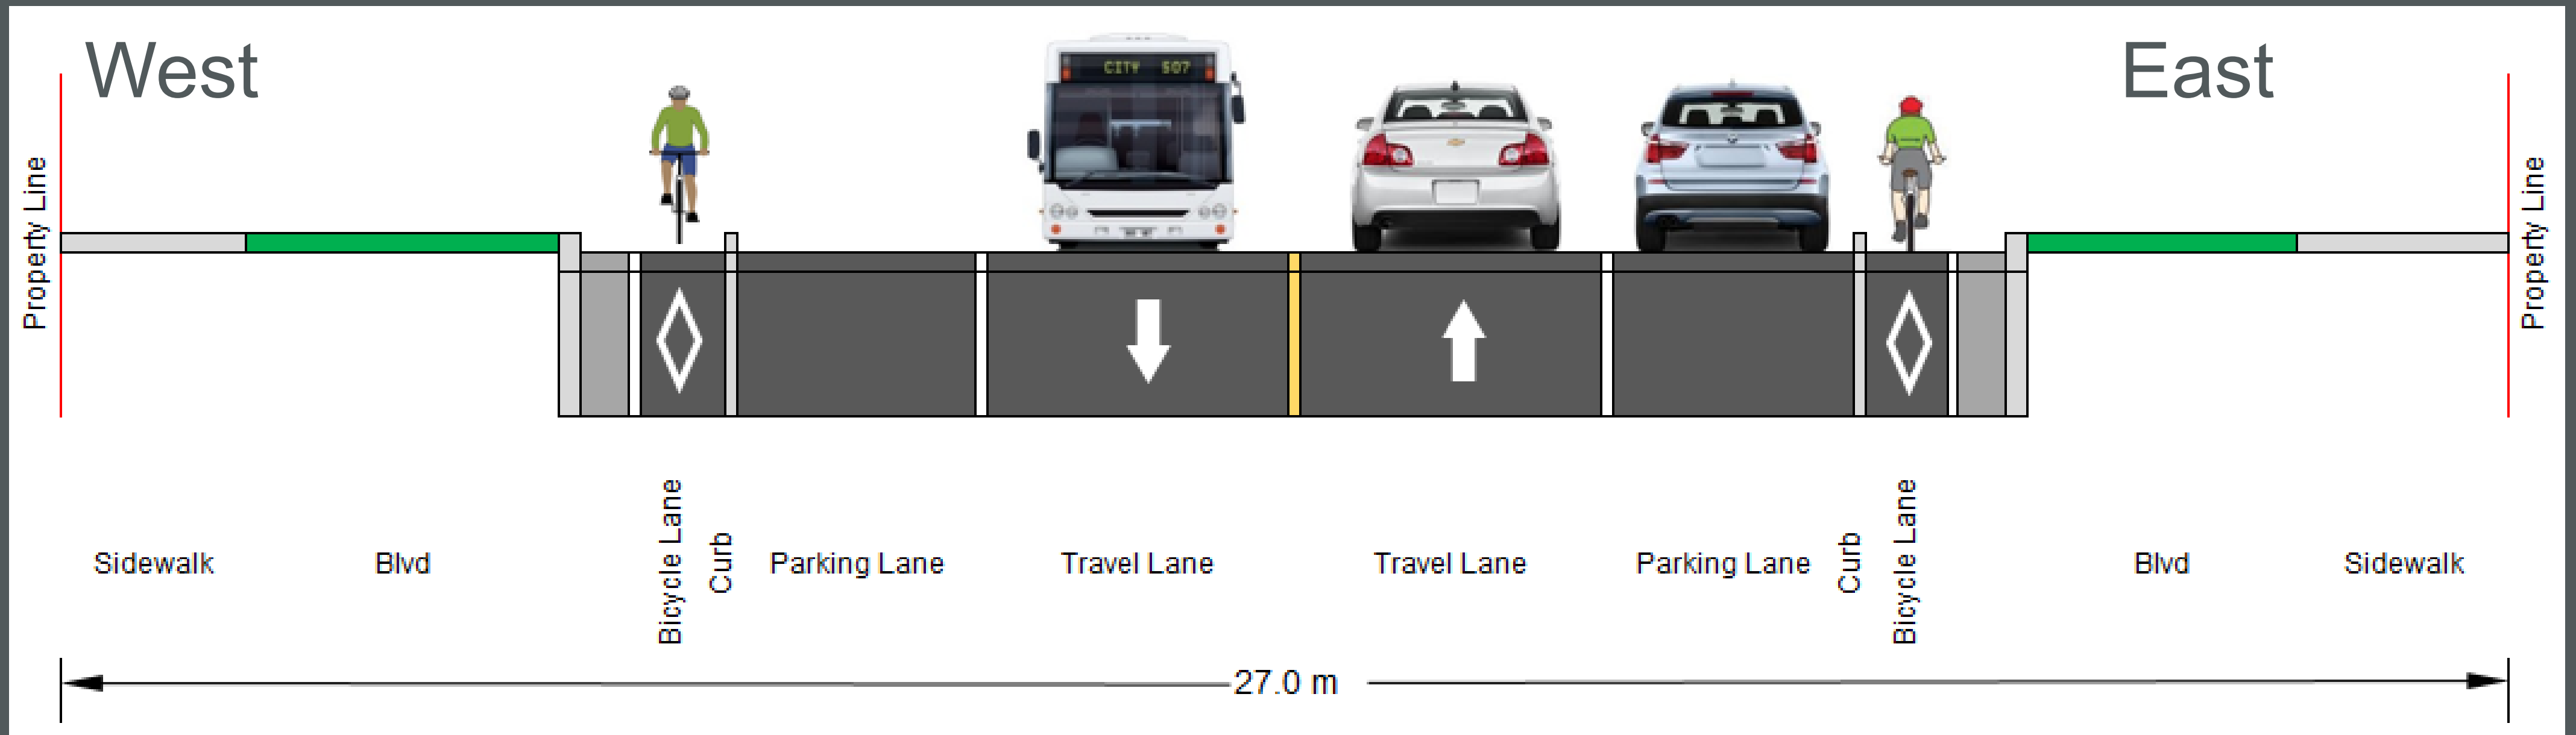 West
East
CITY 507
Property Line
Property Line
Sidewalk
Blvd
Bicycle Lane
Curb
Parking Lane
Travel Lane
Travel Lane
Parking Lane
Curb
Bicycle Lane
Blvd
Sidewalk
27.0 m